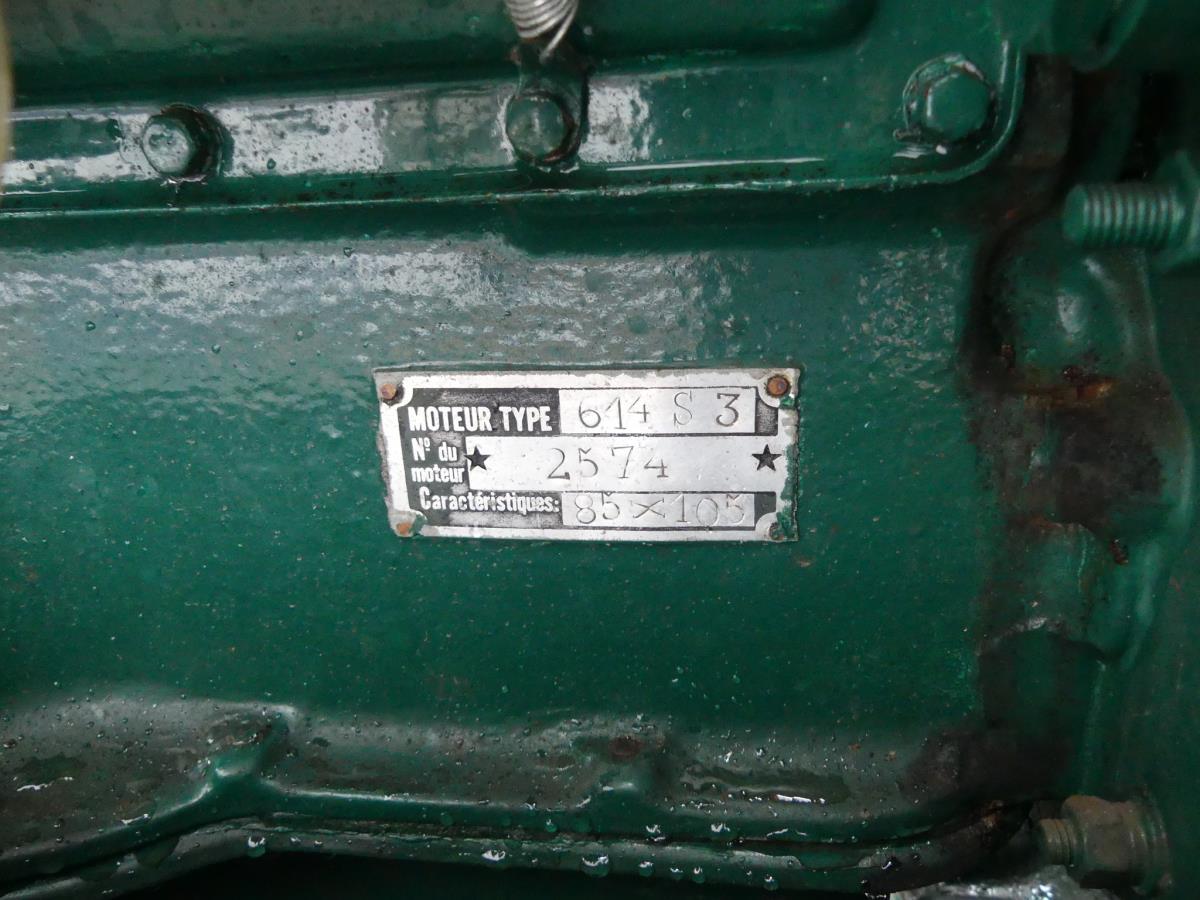 MOTEUR TYPE 614 S 3
N° du moteur ★ 2574 ★
Caractéristiques: 85×105